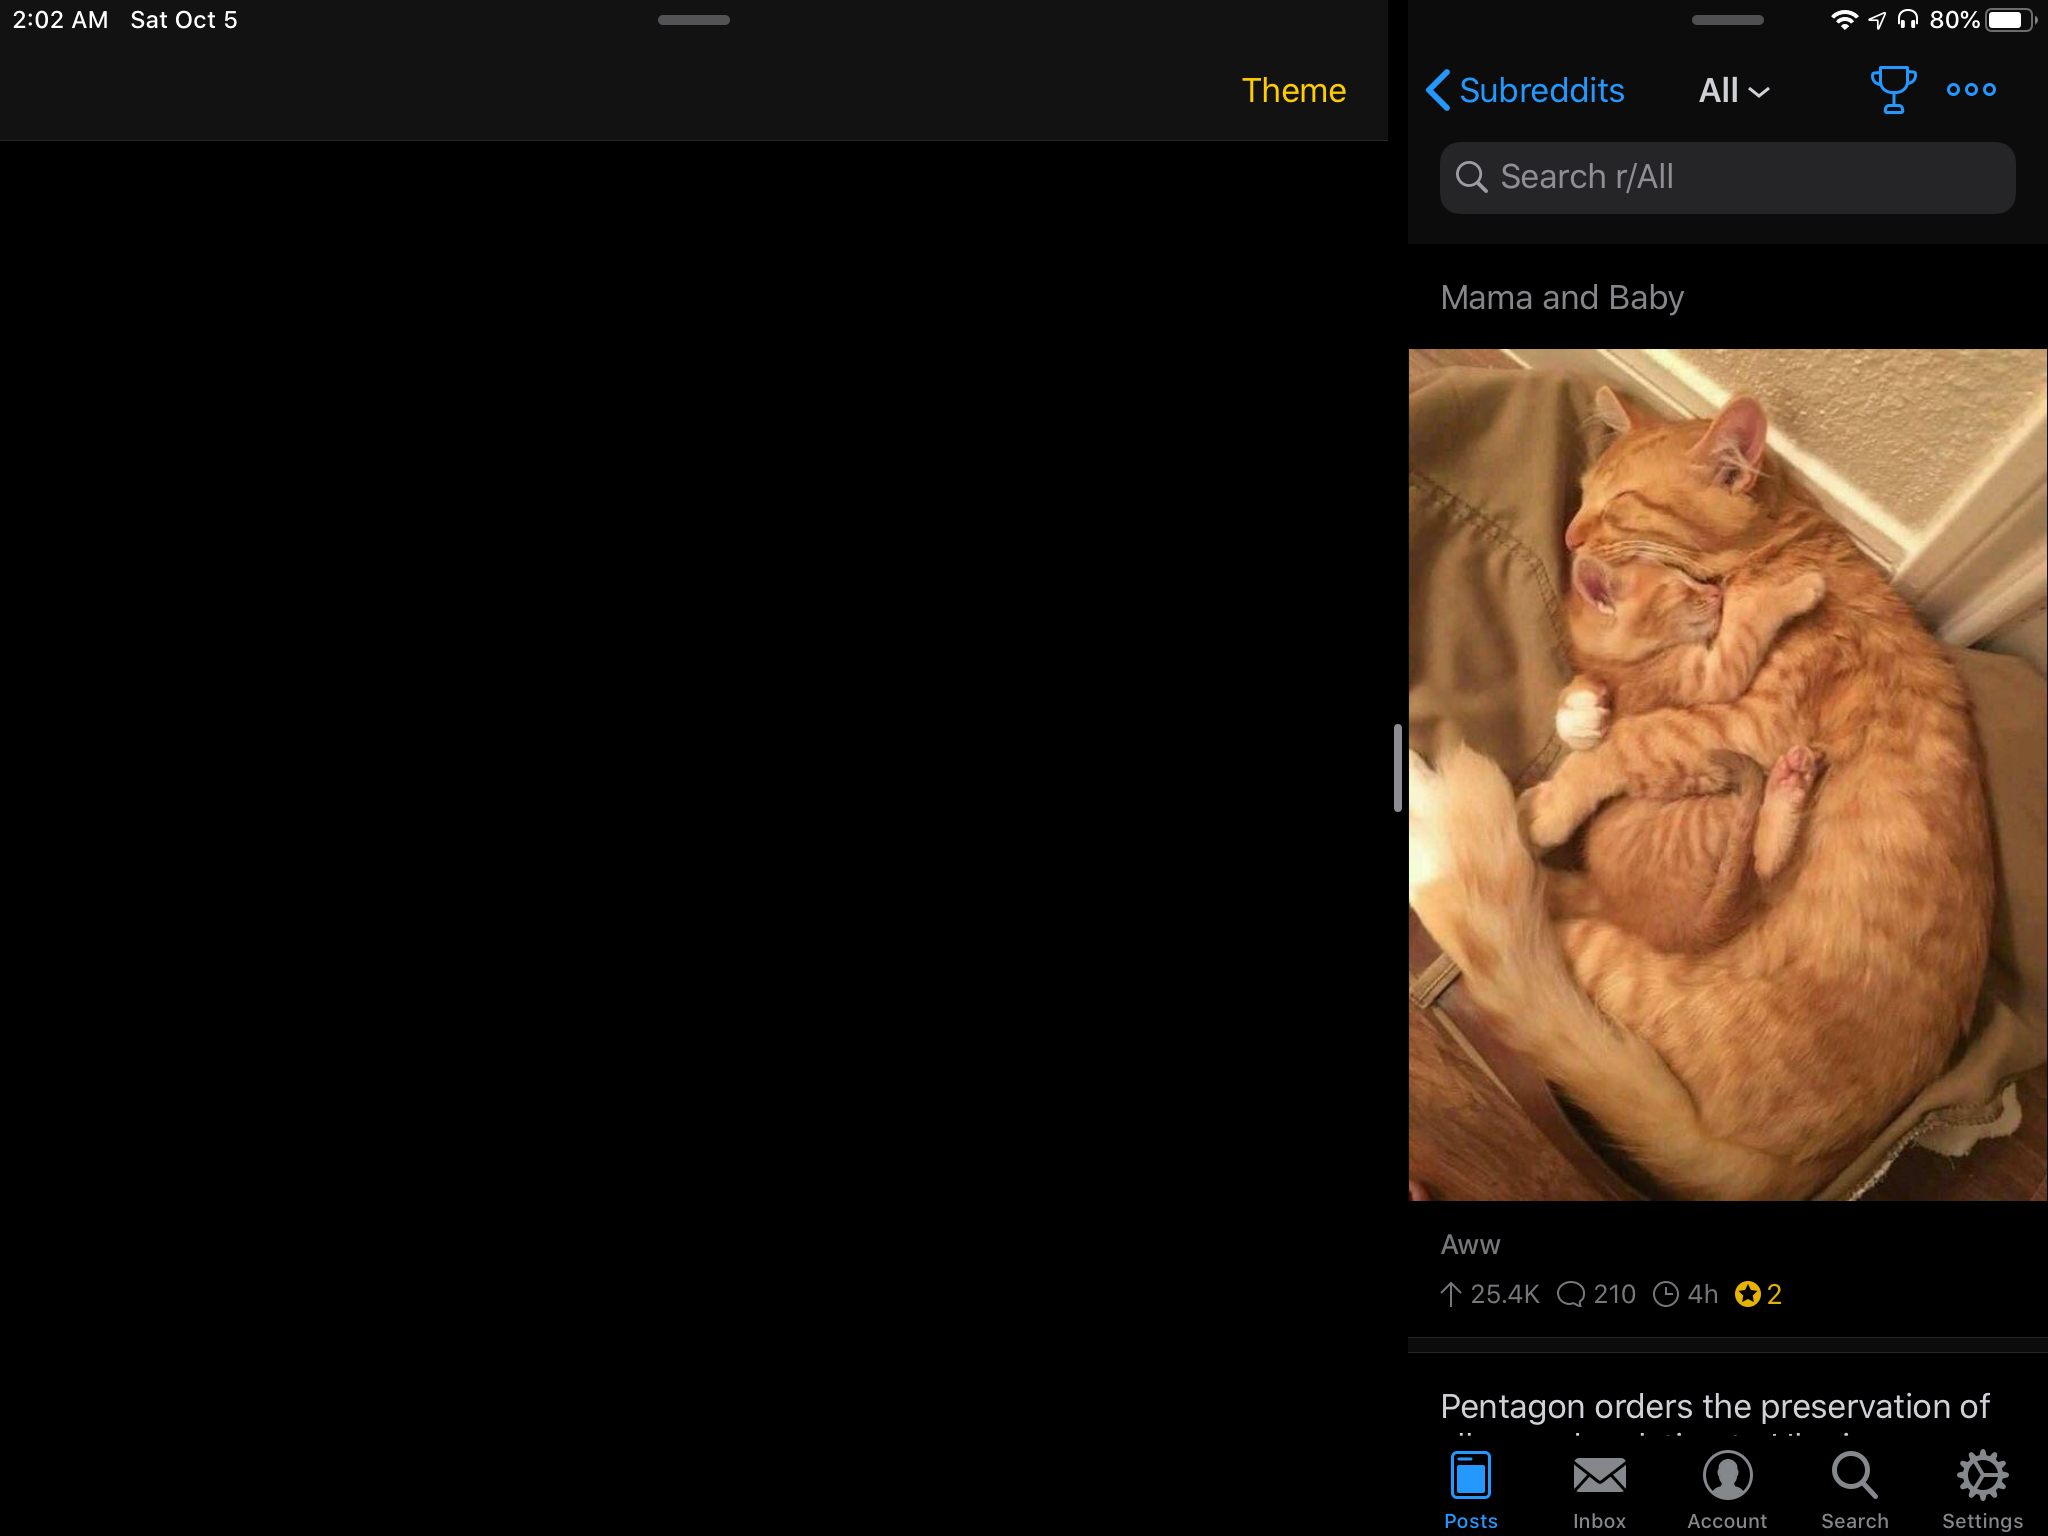 2:02 AM Sat Oct 5
80%
Theme
Subreddits
All
Search r/All
Mama and Baby
Aww
25.4K 210 4h 2
Pentagon orders the preservation of
Posts
Inbox
Account
Search
Settings